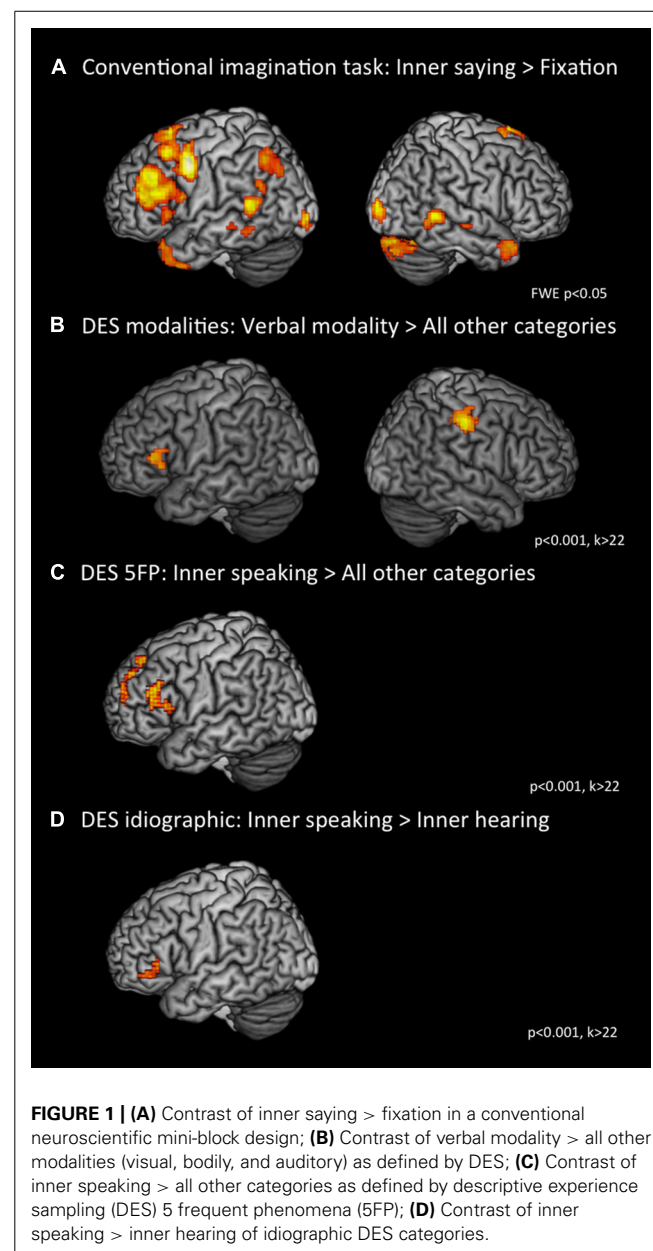 A Conventional imagination task: Inner saying > Fixation
FWE p<0.05
B DES modalities: Verbal modality > All other categories
p<0.001, k>22
C DES 5FP: Inner speaking > All other categories
p<0.001, k>22
D DES idiographic: Inner speaking > Inner hearing
p<0.001, k>22
FIGURE 1 | (A) Contrast of inner saying > fixation in a conventional
neuroscientific mini-block design; (B) Contrast of verbal modality > all other
modalities (visual, bodily, and auditory) as defined by DES; (C) Contrast of
inner speaking > all other categories as defined by descriptive experience
sampling (DES) 5 frequent phenomena (5FP); (D) Contrast of inner
speaking > inner hearing of idiographic DES categories.